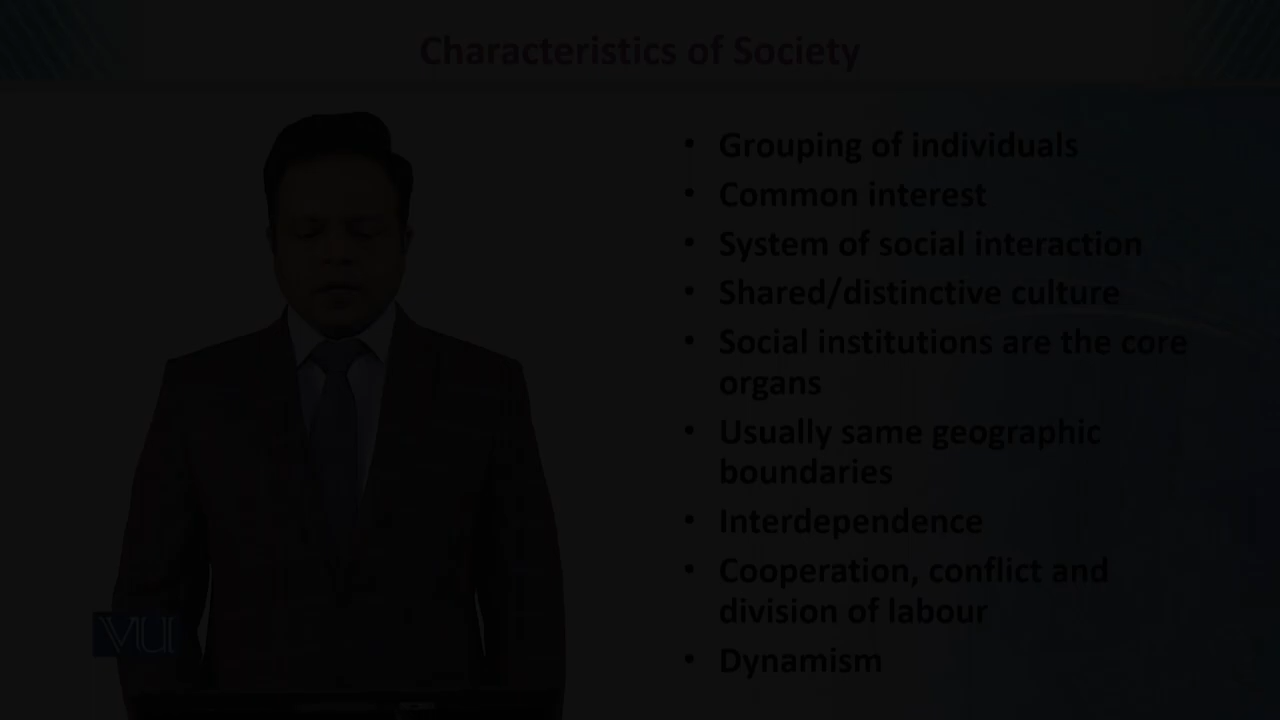 Characteristics of Society
• Grouping of individuals
• Common interest
• System of social interaction
• Shared/distinctive culture
• Social institutions are the core
organs
• Usually same geographic
boundaries
• Interdependence
• Cooperation, conflict and
division of labour
• Dynamism
VU